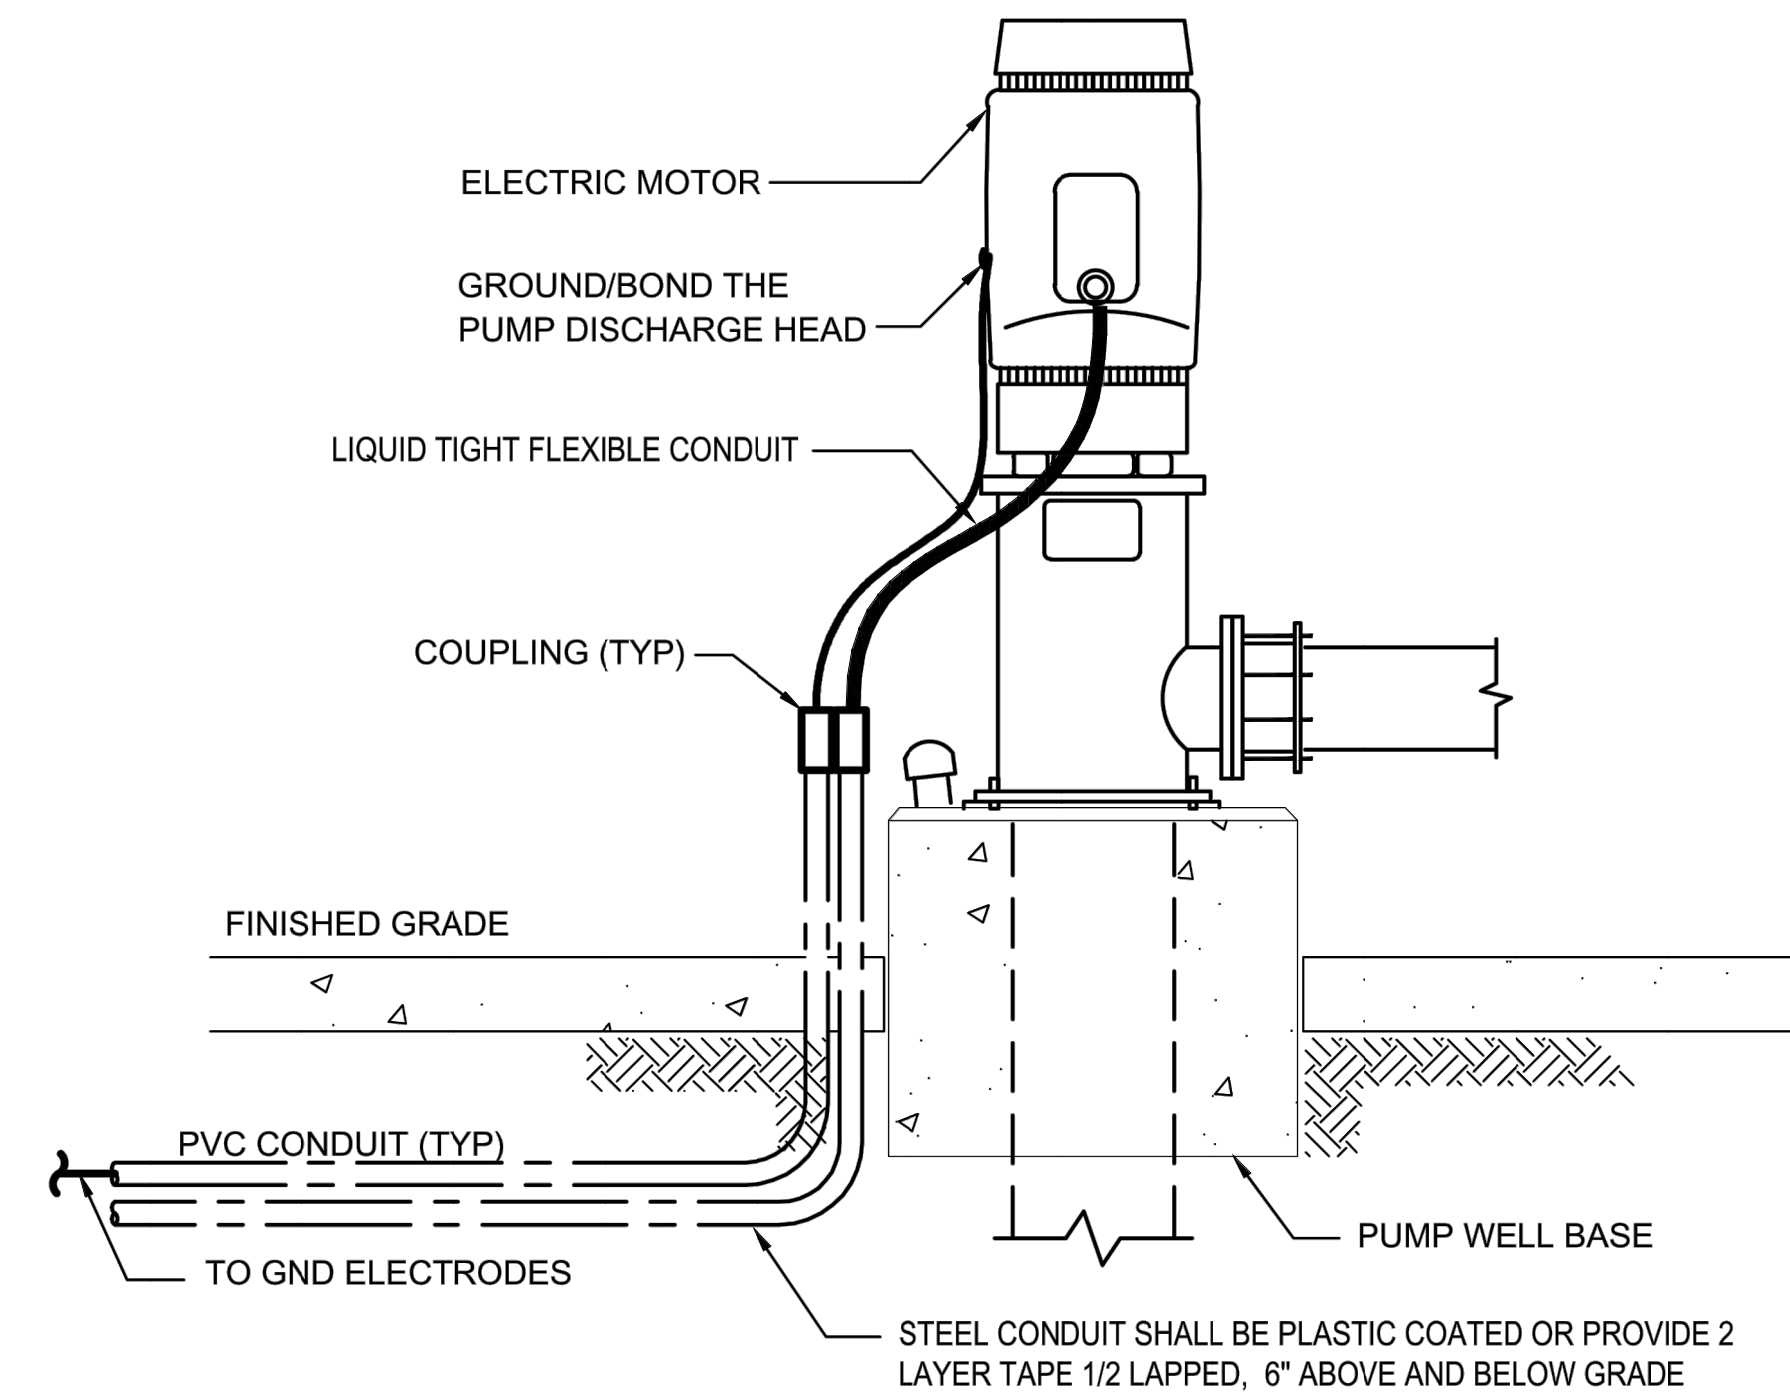 ELECTRIC MOTOR
GROUND/BOND THE
PUMP DISCHARGE HEAD
LIQUID TIGHT FLEXIBLE CONDUIT
COUPLING (TYP)
FINISHED GRADE
PVC CONDUIT (TYP)
TO GND ELECTRODES
PUMP WELL BASE
STEEL CONDUIT SHALL BE PLASTIC COATED OR PROVIDE 2
LAYER TAPE 1/2 LAPPED, 6" ABOVE AND BELOW GRADE